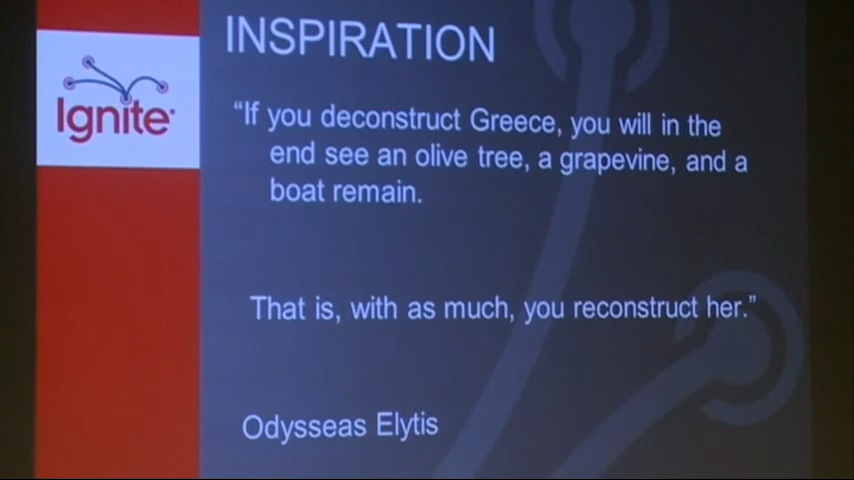 INSPIRATION
Ignite
“If you deconstruct Greece, you will in the
end see an olive tree, a grapevine, and a
boat remain.
That is, with as much, you reconstruct her.”
Odysseas Elytis